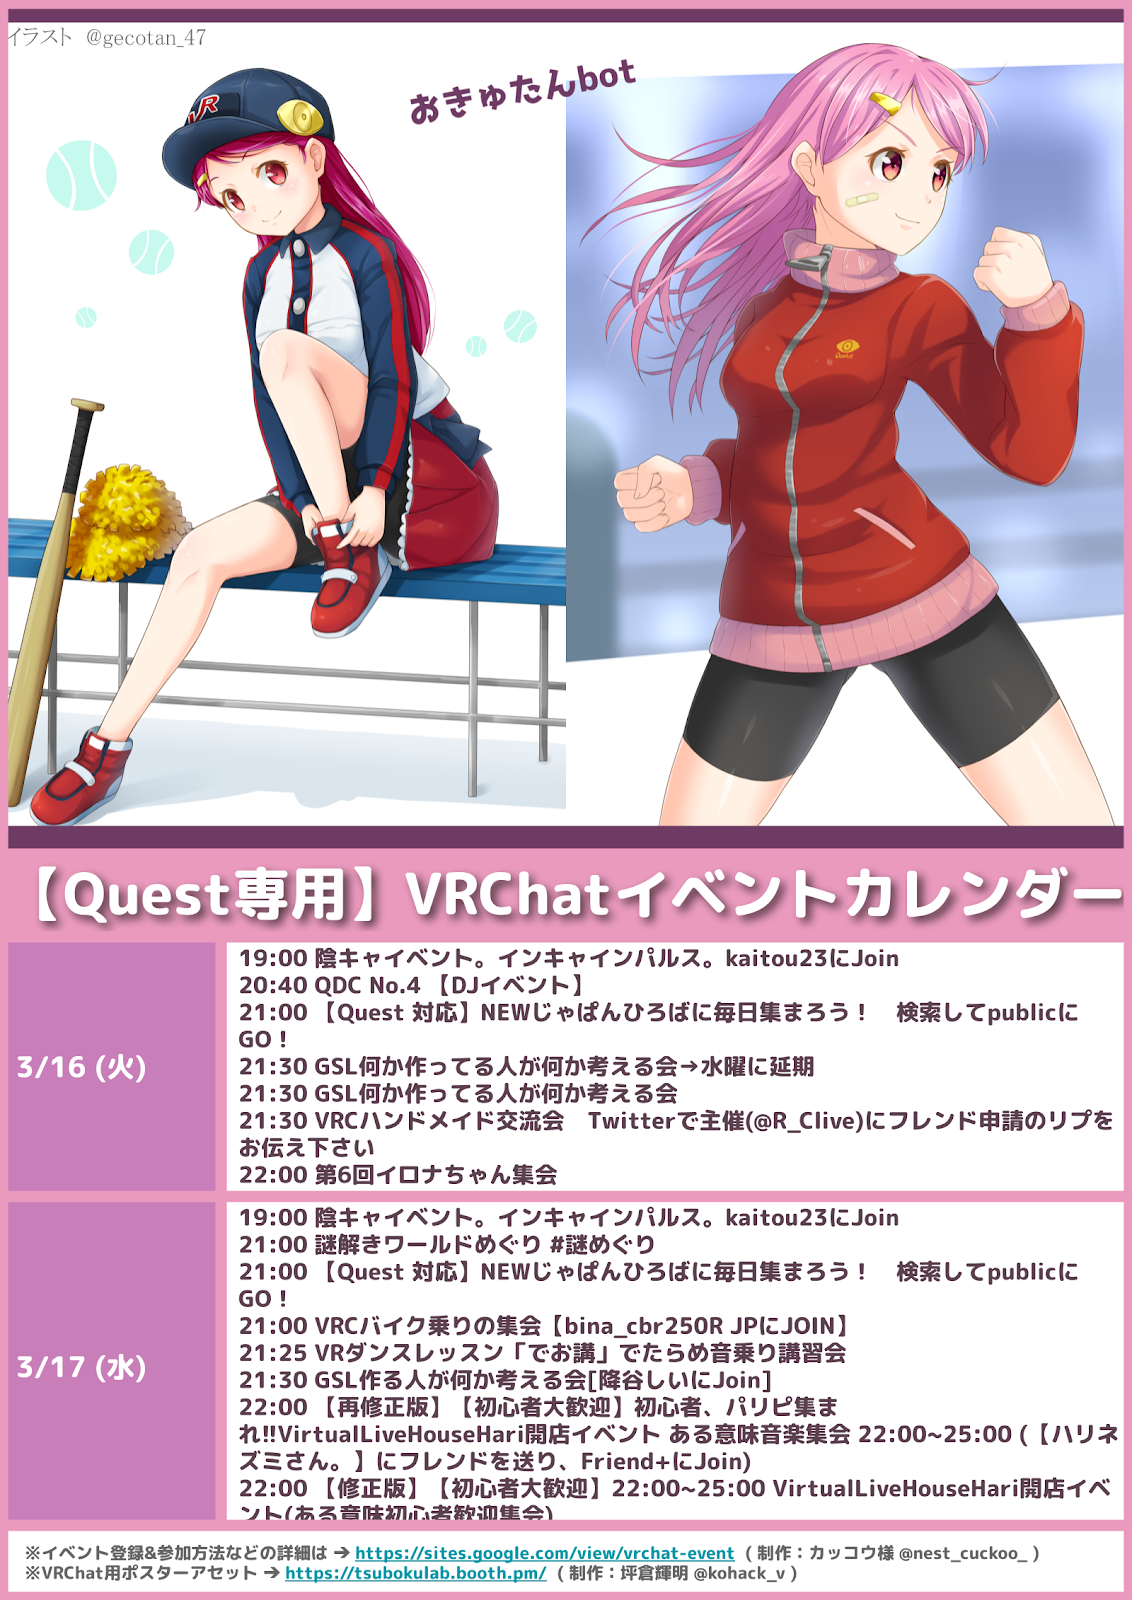 イラスト　@gecotan_47
おきゅたんbot
VR
Quest
【Quest専用】VRChatイベントカレンダー
3/16 (火)
19:00 陰キャイベント。インキャインパルス。kaitou23にJoin
20:40 QDC No.4 【DJイベント】
21:00 【Quest 対応】NEWじゃぱんひろばに毎日集まろう！　検索してpublicに
GO！
21:30 GSL何か作ってる人が何か考える会→水曜に延期
21:30 GSL何か作ってる人が何か考える会
21:30 VRCハンドメイド交流会　Twitterで主催(@R_Clive)にフレンド申請のリプを
お伝え下さい
22:00 第6回イロナちゃん集会
3/17 (水)
19:00 陰キャイベント。インキャインパルス。kaitou23にJoin
21:00 謎解きワールドめぐり #謎めぐり
21:00 【Quest 対応】NEWじゃぱんひろばに毎日集まろう！　検索してpublicに
GO！
21:00 VRCバイク乗りの集会【bina_cbr250R JPにJOIN】
21:25 VRダンスレッスン「でお講」でたらめ音乗り講習会
21:30 GSL作る人が何か考える会[降谷しいにJoin]
22:00 【再修正版】【初心者大歓迎】初心者、パリピ集ま
れ!!VirtualLiveHouseHari開店イベント ある意味音楽集会 22:00~25:00 (【ハリネ
ズミさん。】にフレンドを送り、Friend+にJoin)
22:00 【修正版】【初心者大歓迎】22:00~25:00 VirtualLiveHouseHari開店イベ
ント(ある意味初心者歓迎集会)
※イベント登録&参加方法などの詳細は ➔ https://sites.google.com/view/vrchat-event （ 制作：カッコウ様 @nest_cuckoo_ ）
※VRChat用ポスターアセット ➔ https://tsubokulab.booth.pm/ （ 制作：坪倉輝明 @kohack_v ）